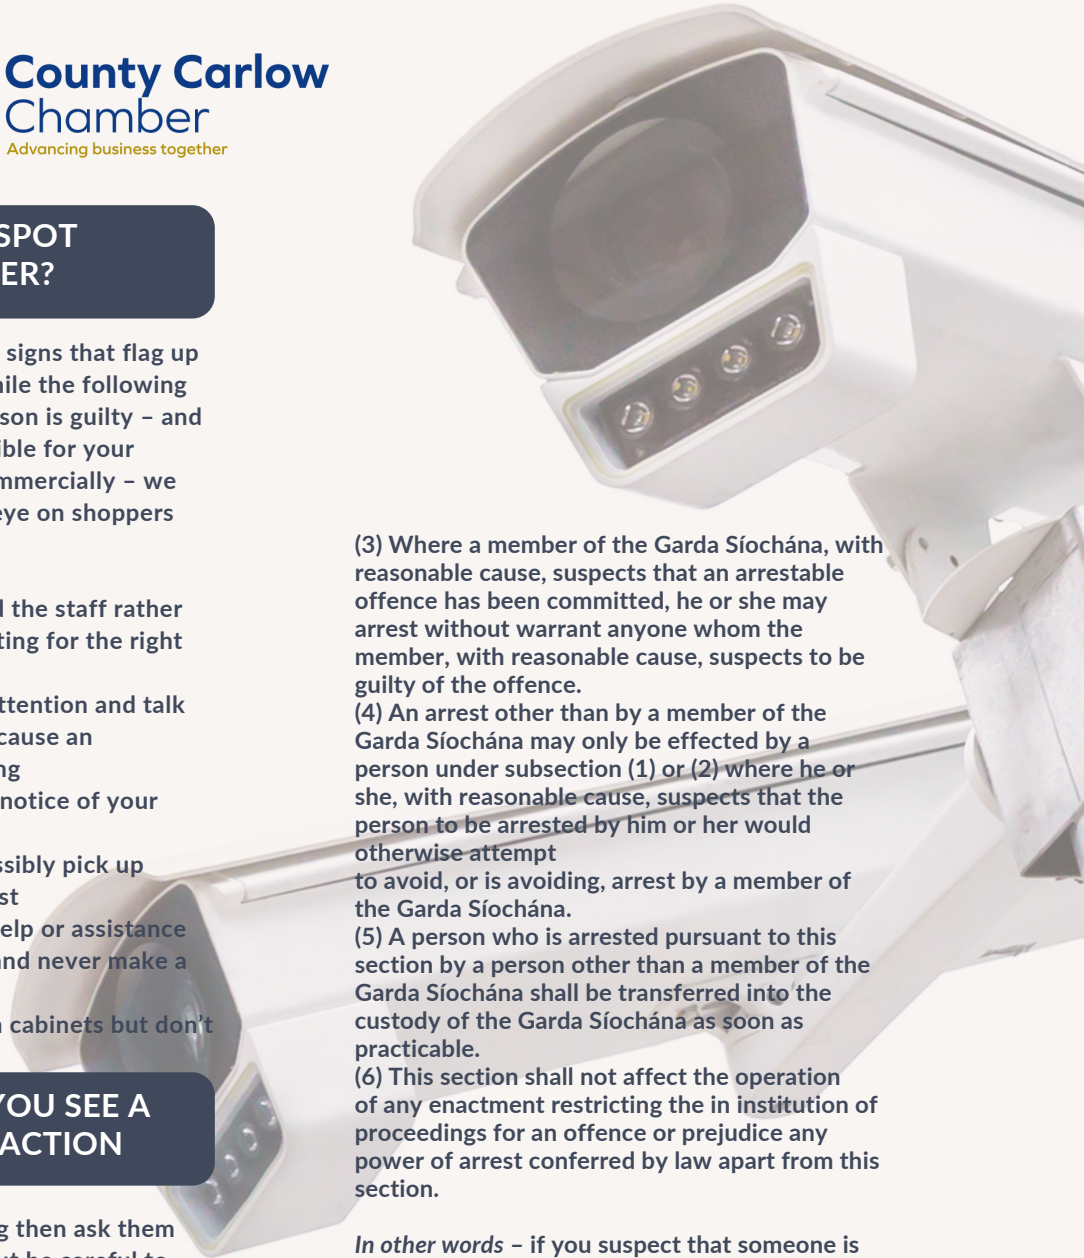 County Carlow
Chamber
Advancing business together
SPOT
ER?
signs that flag up
hile the following
son is guilty – and
ible for your
mmercially – we
eye on shoppers
d the staff rather
ting for the right
ttention and talk
cause an
ng
notice of your
ssibly pick up
st
elp or assistance
and never make a
n cabinets but don't
YOU SEE A
ACTION
g then ask them
ut be careful to
(3) Where a member of the Garda Síochána, with
reasonable cause, suspects that an arrestable
offence has been committed, he or she may
arrest without warrant anyone whom the
member, with reasonable cause, suspects to be
guilty of the offence.
(4) An arrest other than by a member of the
Garda Síochána may only be effected by a
person under subsection (1) or (2) where he or
she, with reasonable cause, suspects that the
person to be arrested by him or her would
otherwise attempt
to avoid, or is avoiding, arrest by a member of
the Garda Síochána.
(5) A person who is arrested pursuant to this
section by a person other than a member of the
Garda Síochána shall be transferred into the
custody of the Garda Síochána as soon as
practicable.
(6) This section shall not affect the operation
of any enactment restricting the in institution of
proceedings for an offence or prejudice any
power of arrest conferred by law apart from this
section.
In other words – if you suspect that someone is